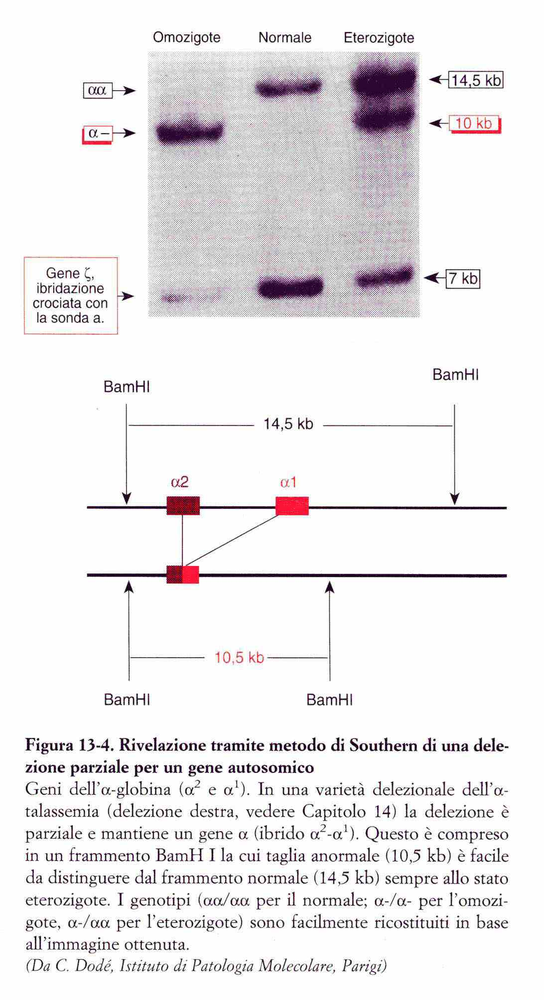 Omozigote Normale Eterozigote
αα
14,5 kb
α –
10 kb
Gene ζ,
ibridazione
crociata con
la sonda a.
7 kb
BamHI
BamHI
14,5 kb
α2
α1
10,5 kb
BamHI
BamHI
Figura 13-4. Rivelazione tramite metodo di Southern di una dele-
zione parziale per un gene autosomico
Geni dell'α-globina (α² e α¹). In una varietà delezionale dell'α-
talassemia (delezione destra, vedere Capitolo 14) la delezione è
parziale e mantiene un gene α (ibrido α²-α¹). Questo è compreso
in un frammento BamH I la cui taglia anormale (10,5 kb) è facile
da distinguere dal frammento normale (14,5 kb) sempre allo stato
eterozigote. I genotipi (αα/αα per il normale; α-/α- per l'omozi-
gote, α-/αα per l'eterozigote) sono facilmente ricostituiti in base
all'immagine ottenuta.
(Da C. Dodé, Istituto di Patologia Molecolare, Parigi)